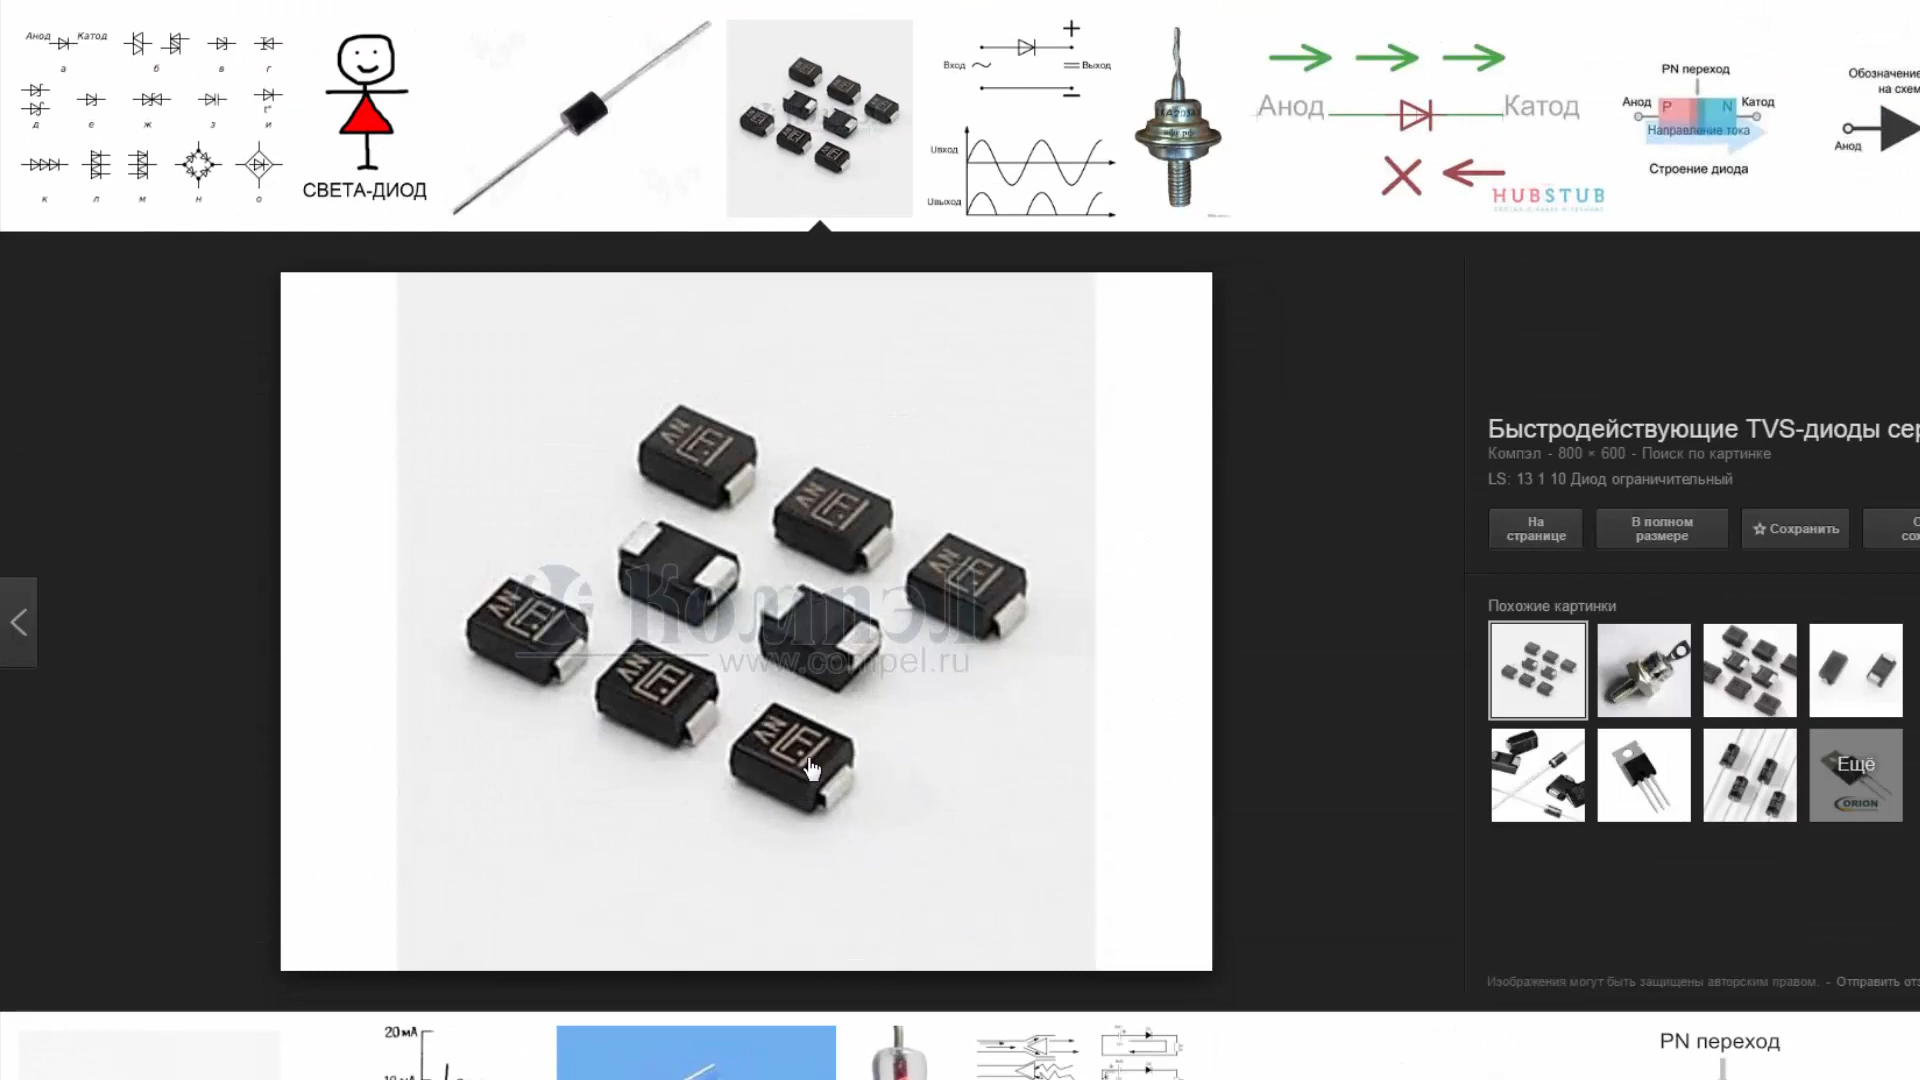 Анод
Катод
а
б
в
г
д
е
ж
з
и
к
л
м
н
о
СВЕТА-ДИОД
+
Вход
Выход
Uвход
Uвыход
Анод
Катод
HUBSTUB
PN переход
Анод
P
N
Катод
Направление тока
Строение диода
Обозначение
на схем
Анод
Компэл
www.compel.ru
Быстродействующие TVS-диоды сер
Компэл - 800 × 600 - Поиск по картинке
LS: 13 1 10 Диод ограничительный
На
странице
В полном
размере
Сохранить
Похожие картинки
Ещё
ORION
Изображения могут быть защищены авторским правом. - Отправить отз
20мА
PN переход